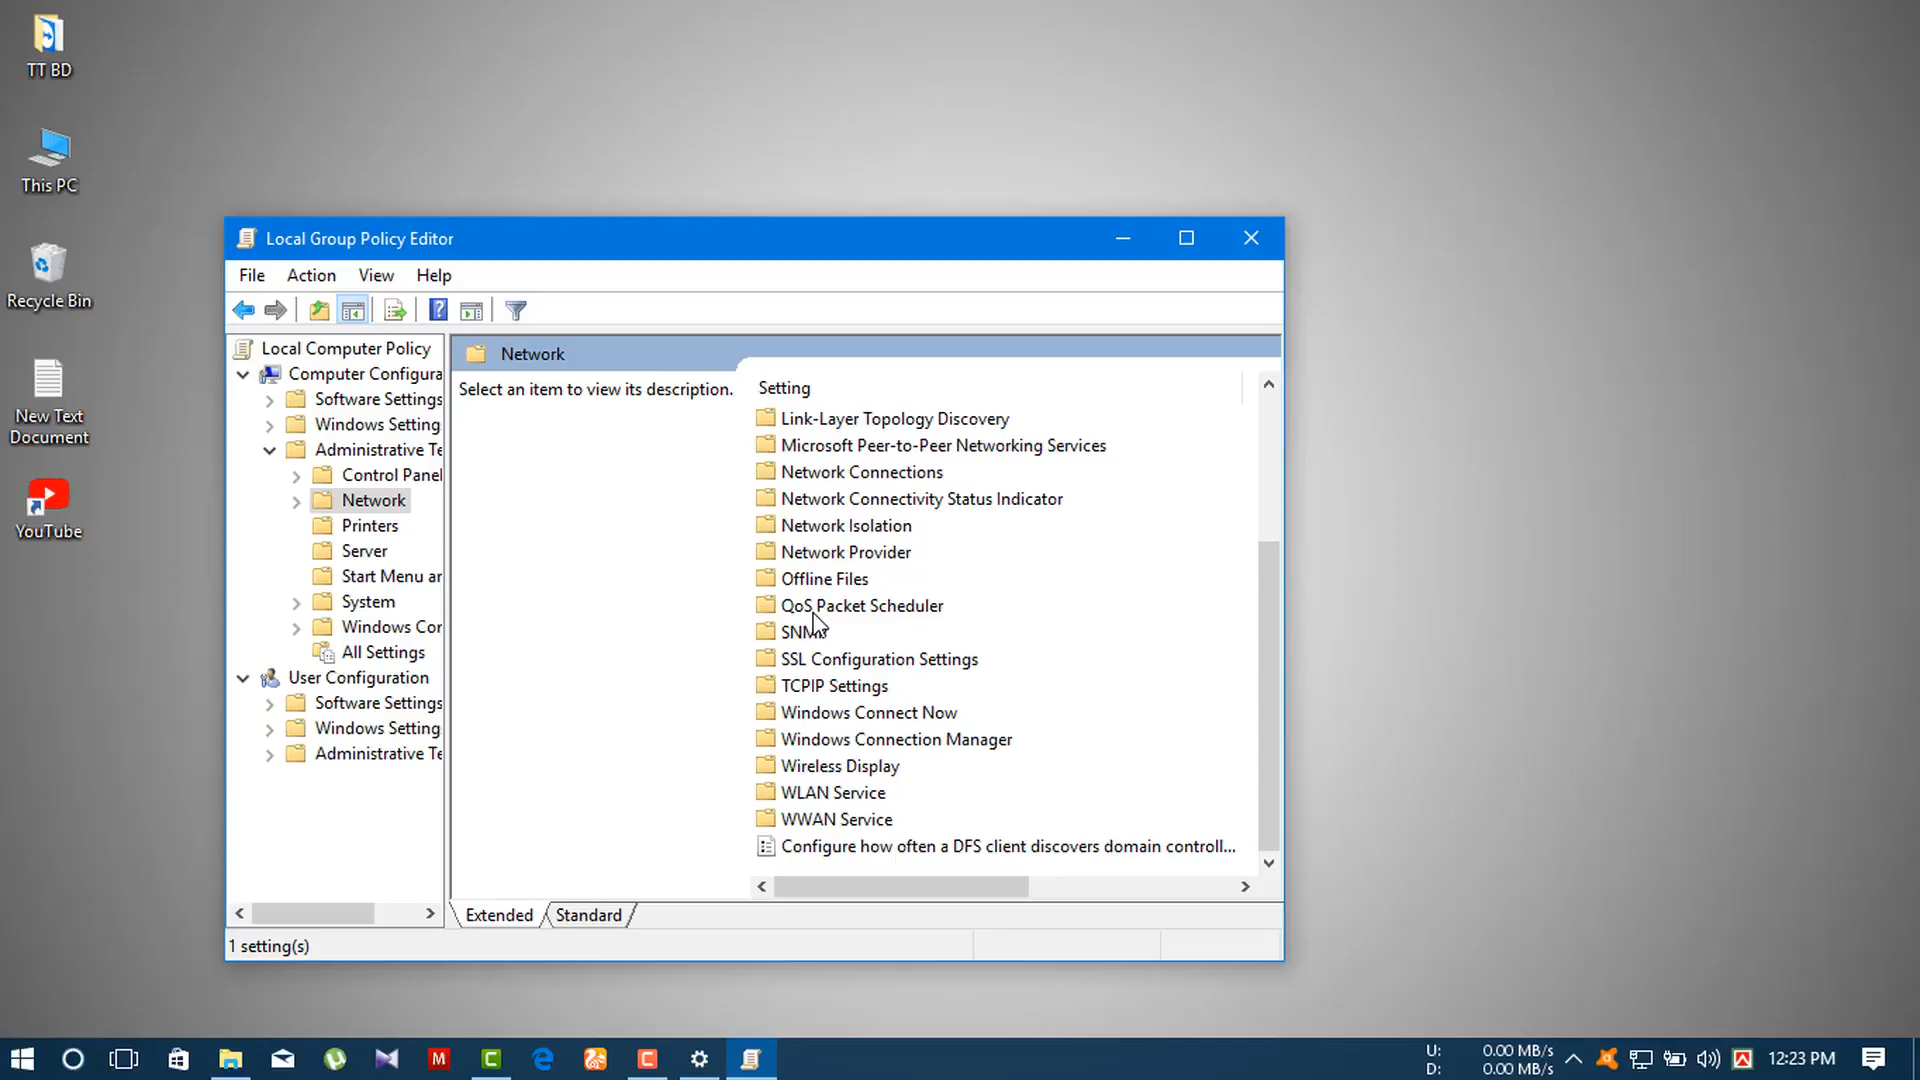 TT BD
This PC
Recycle Bin
New Text
Document
YouTube
Local Group Policy Editor
File Action View Help
Local Computer Policy
Computer Configura
Software Settings
Windows Setting
Administrative Te
Control Panel
Network
Printers
Server
Start Menu ar
System
Windows Cor
All Settings
User Configuration
Software Settings
Windows Setting
Administrative Te
Network
Select an item to view its description.
Setting
Link-Layer Topology Discovery
Microsoft Peer-to-Peer Networking Services
Network Connections
Network Connectivity Status Indicator
Network Isolation
Network Provider
Offline Files
QoS Packet Scheduler
SNMP
SSL Configuration Settings
TCPIP Settings
Windows Connect Now
Windows Connection Manager
Wireless Display
WLAN Service
WWAN Service
Configure how often a DFS client discovers domain controll...
Extended Standard
1 setting(s)
U: 0.00 MB/s
D: 0.00 MB/s
12:23 PM